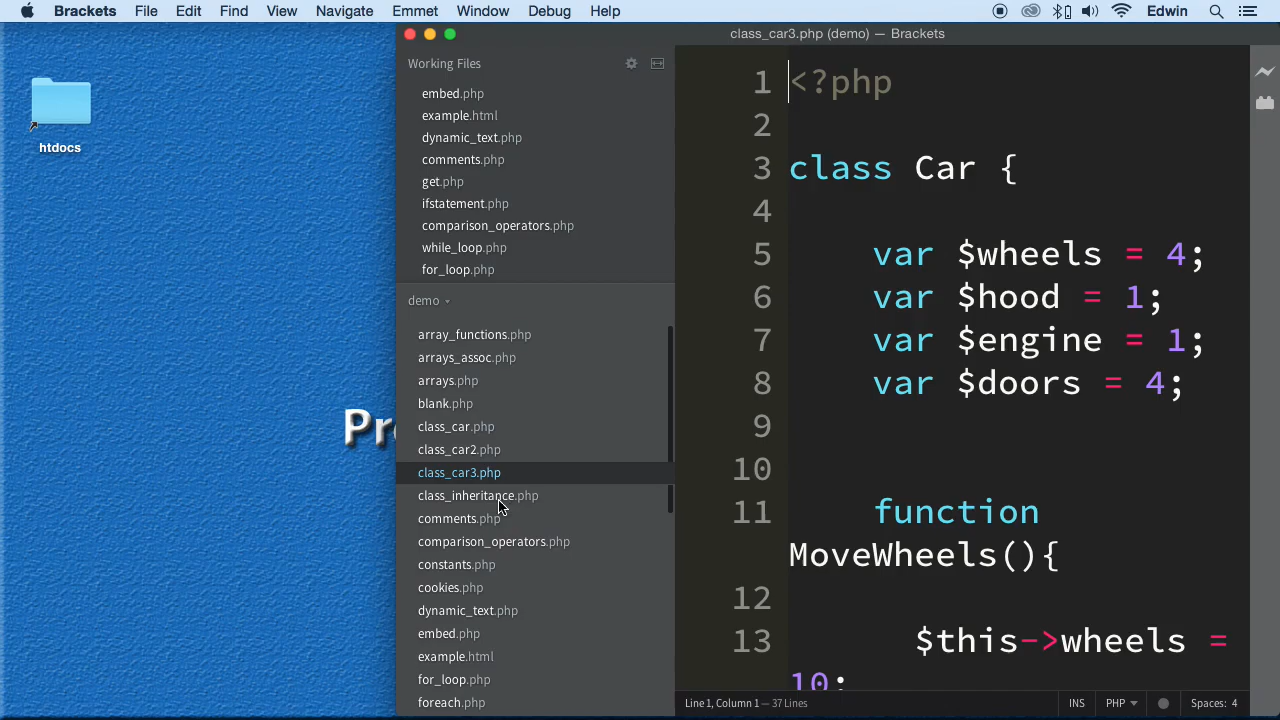 Brackets File Edit Find View Navigate Emmet Window Debug Help Edwin
class_car3.php (demo) — Brackets
htdocs
Working Files
embed.php
example.html
dynamic_text.php
comments.php
get.php
ifstatement.php
comparison_operators.php
while_loop.php
for_loop.php
demo
array_functions.php
arrays_assoc.php
arrays.php
blank.php
class_car.php
class_car2.php
class_car3.php
class_inheritance.php
comments.php
comparison_operators.php
constants.php
cookies.php
dynamic_text.php
embed.php
example.html
for_loop.php
foreach.php
1 <?php
2
3 class Car {
4
5 var $wheels = 4;
6 var $hood = 1;
7 var $engine = 1;
8 var $doors = 4;
9
10
11 function
MoveWheels(){
12
13 $this->wheels =
10;
Line 1, Column 1 — 37 Lines
INS PHP Spaces: 4